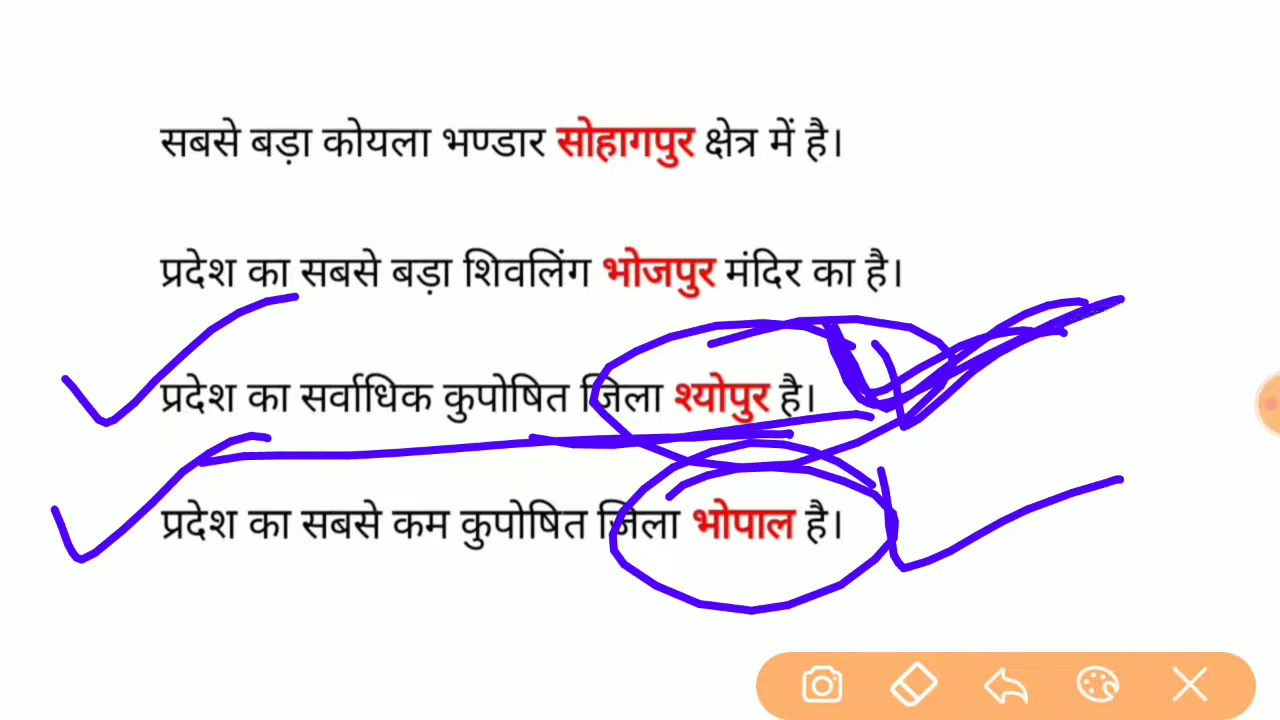 सबसे बड़ा कोयला भण्डार सोहागपुर क्षेत्र में है।
प्रदेश का सबसे बड़ा शिवलिंग भोजपुर मंदिर का है।
प्रदेश का सर्वाधिक कुपोषित जिला श्योपुर है।
प्रदेश का सबसे कम कुपोषित जिला भोपाल है।